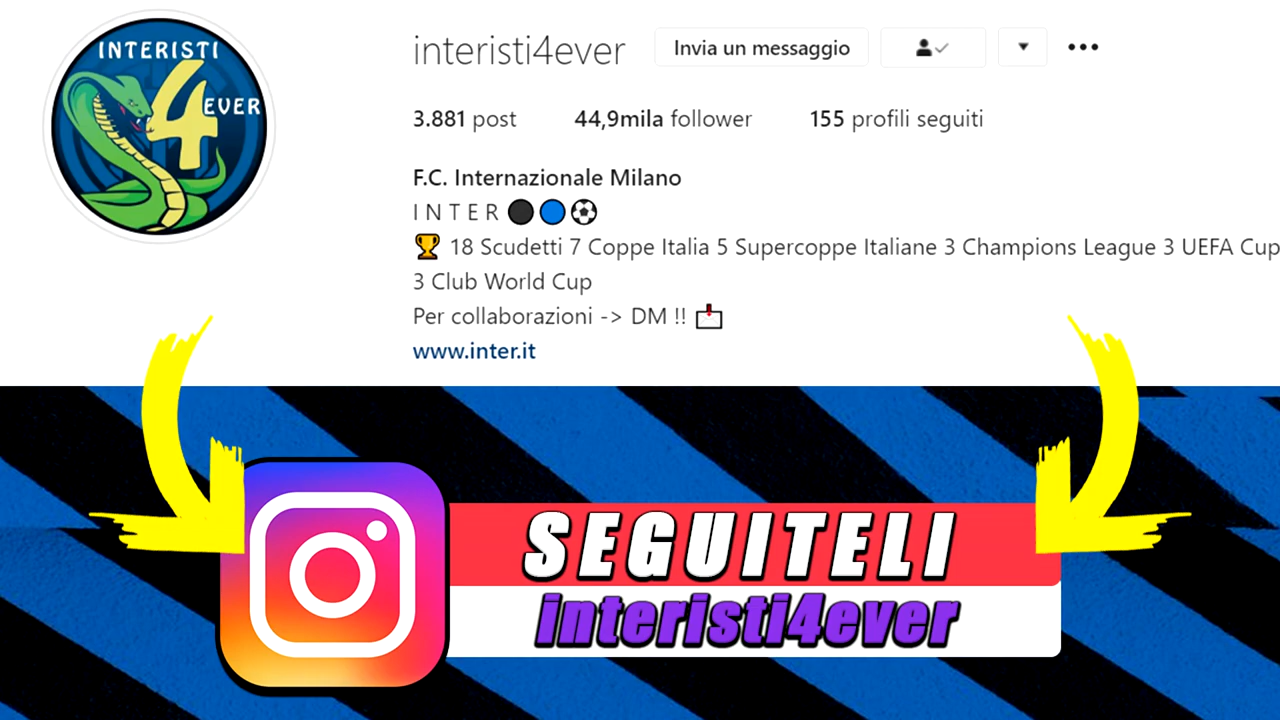 INTERISTI
4EVER
interisti4ever Invia un messaggio
3.881 post 44,9mila follower 155 profili seguiti
F.C. Internazionale Milano
I N T E R ⚫🔵⚽
🏆 18 Scudetti 7 Coppe Italia 5 Supercoppe Italiane 3 Champions League 3 UEFA Cup
3 Club World Cup
Per collaborazioni -> DM !! 📩
www.inter.it
SEGUITELI
interisti4ever